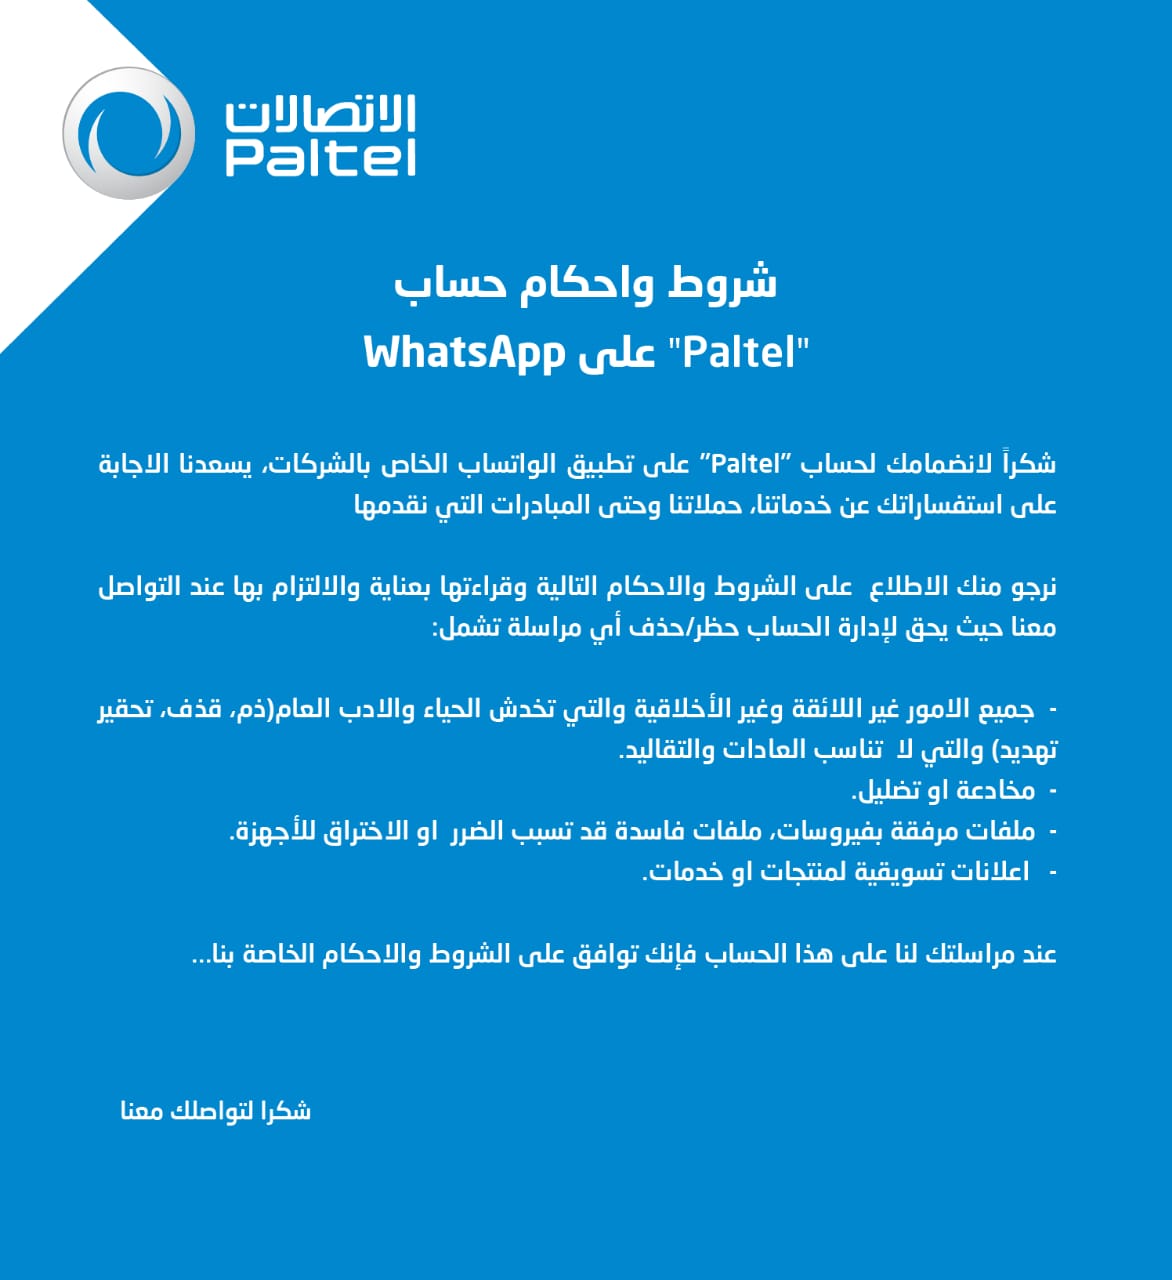 الاتصالات
Paltel
شروط واحكام حساب
"Paltel" على WhatsApp
شكراً لانضمامك لحساب "Paltel" على تطبيق الواتساب الخاص بالشركات، يسعدنا الاجابة
على استفساراتك عن خدماتنا، حملاتنا وحتى المبادرات التي نقدمها
نرجو منك الاطلاع على الشروط والاحكام التالية وقراءتها بعناية والالتزام بها عند التواصل
معنا حيث يحق لإدارة الحساب حظر/حذف أي مراسلة تشمل:
- جميع الامور غير اللائقة وغير الأخلاقية والتي تخدش الحياء والادب العام(ذم، قذف، تحقير
تهديد) والتي لا تناسب العادات والتقاليد.
- مخادعة او تضليل.
- ملفات مرفقة بفيروسات، ملفات فاسدة قد تسبب الضرر او الاختراق للأجهزة.
- اعلانات تسويقية لمنتجات او خدمات.
عند مراسلتك لنا على هذا الحساب فإنك توافق على الشروط والاحكام الخاصة بنا...
شكرا لتواصلك معنا